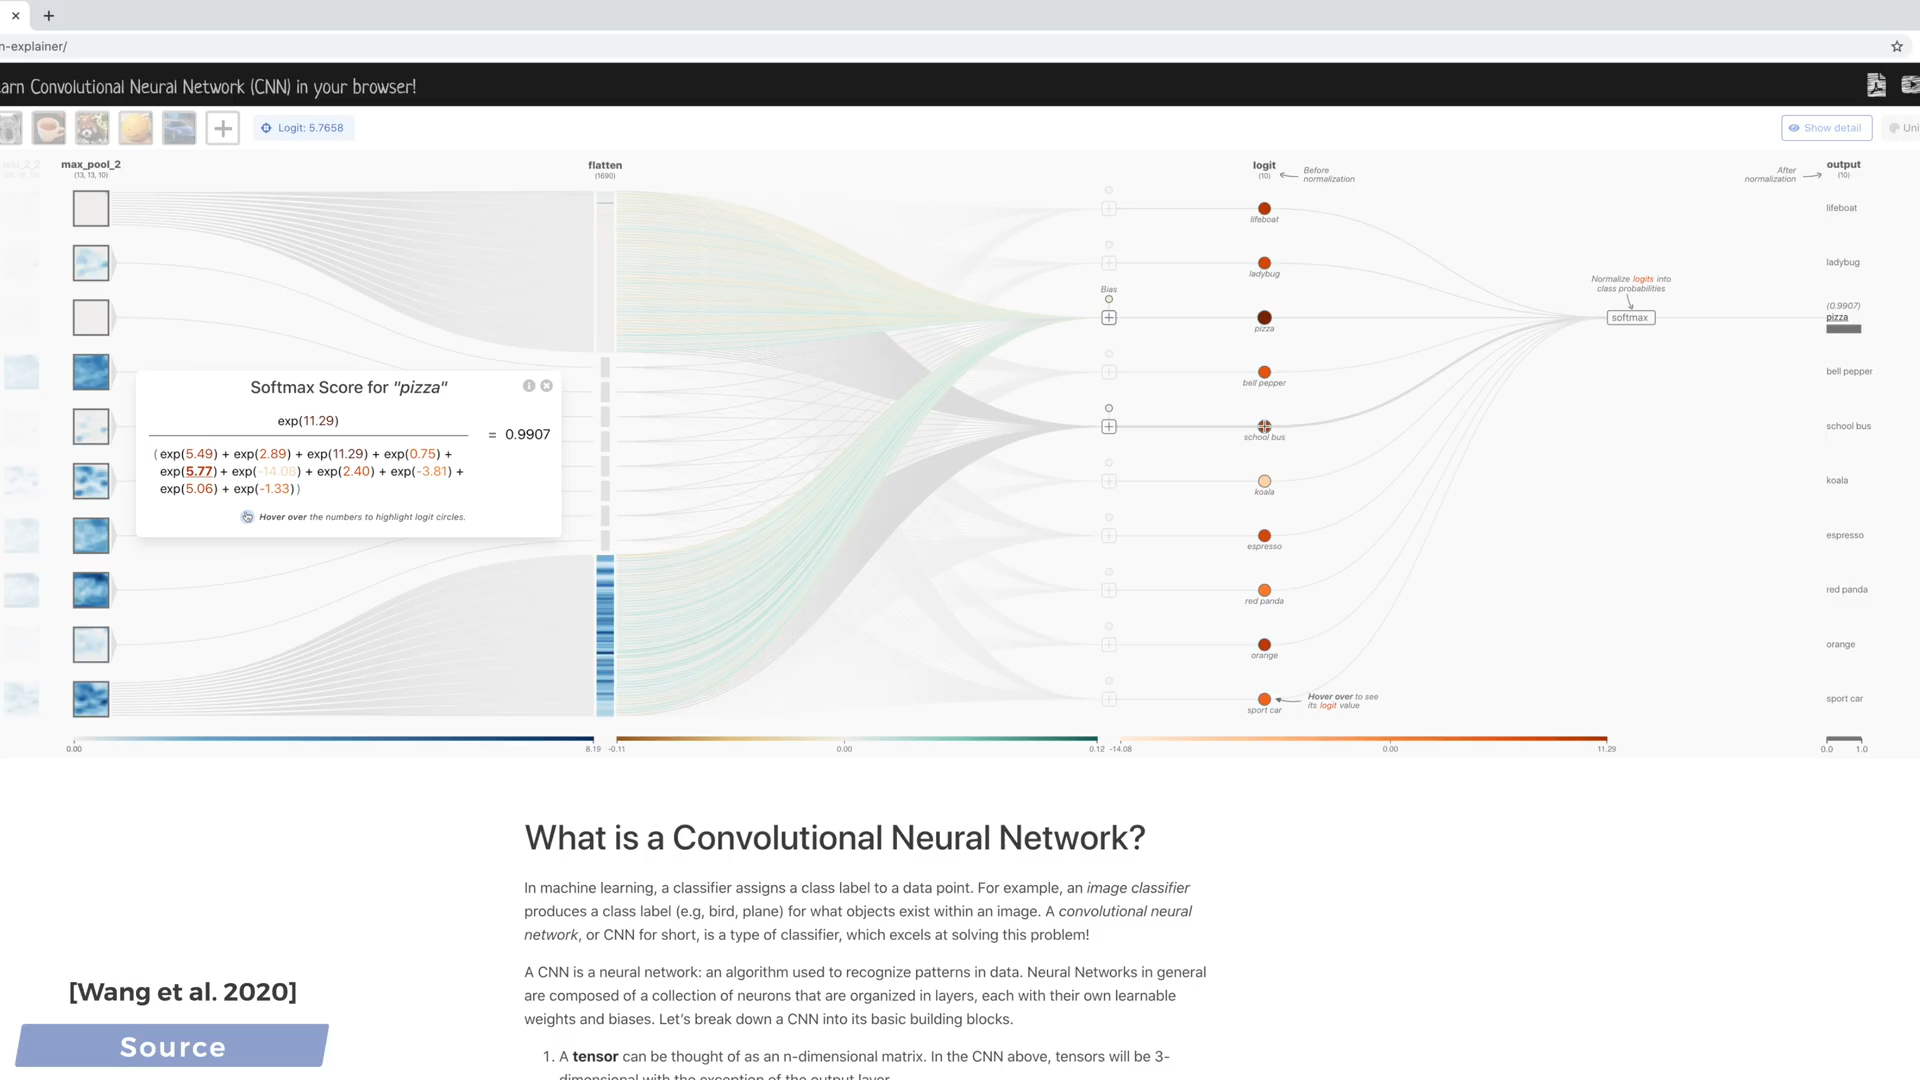 n-explainer/
earn Convolutional Neural Network (CNN) in your browser!
Logit: 5.7658
Show detail
Uni
max_pool_2
(13, 13, 10)
flatten
(1690)
logit
(10)
Before
normalization
After
normalization
output
(10)
lifeboat
ladybug
Bias
pizza
bell pepper
school bus
koala
espresso
red panda
orange
sport car
Normalize logits into
class probabilities
softmax
Hover over to see
its logit value
lifeboat
ladybug
(0.9907)
pizza
bell pepper
school bus
koala
espresso
red panda
orange
sport car
Softmax Score for "pizza"
exp(11.29)
= 0.9907
(exp(5.49) + exp(2.89) + exp(11.29) + exp(0.75) +
exp(5.77) + exp(-14.08) + exp(2.40) + exp(-3.81) +
exp(5.06) + exp(-1.33))
Hover over the numbers to highlight logit circles.
0.00 8.19 -0.11 0.00 0.12 -14.08 0.00 11.29 0.0 1.0
What is a Convolutional Neural Network?
In machine learning, a classifier assigns a class label to a data point. For example, an image classifier
produces a class label (e.g, bird, plane) for what objects exist within an image. A convolutional neural
network, or CNN for short, is a type of classifier, which excels at solving this problem!
A CNN is a neural network: an algorithm used to recognize patterns in data. Neural Networks in general
are composed of a collection of neurons that are organized in layers, each with their own learnable
weights and biases. Let's break down a CNN into its basic building blocks.
1. A tensor can be thought of as an n-dimensional matrix. In the CNN above, tensors will be 3-
dimensional with the exception of the output layer.
[Wang et al. 2020]
Source